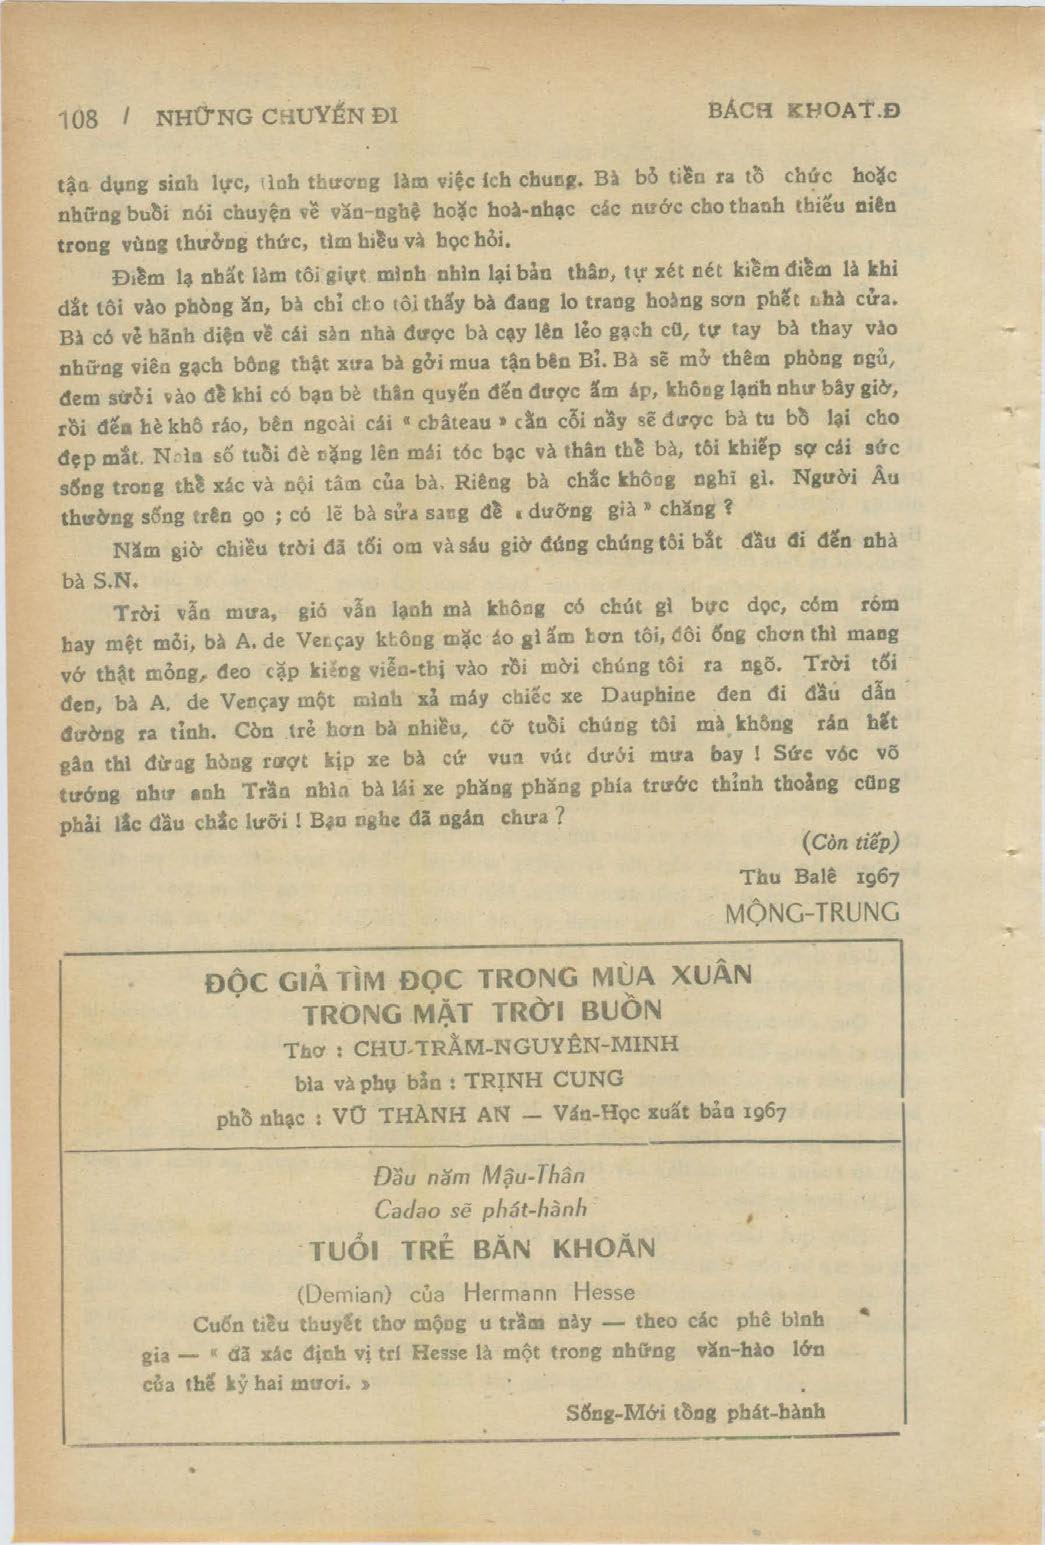 108 / NHỮNG CHUYẾN ĐI
BÁCH KHOA T.Đ
tận dụng sinh lực, tình thương làm việc ích chung. Bà bỏ tiền ra tổ chức hoặc
những buổi nói chuyện về văn-nghệ hoặc hoà-nhạc các nước cho thanh thiếu niên
trong vùng thưởng thức, tìm hiểu và học hỏi.
Điềm lạ nhất làm tôi giựt mình nhìn lại bản thân, tự xét nét kiểm điểm là khi
dắt tôi vào phòng ăn, bà chỉ cho tôi thấy bà đang lo trang hoàng sơn phết nhà cửa.
Bà có vẻ hãnh diện về cái sàn nhà được bà cạy lên lẻo gạch cũ, tự tay bà thay vào
những viên gạch bông thật xưa bà gởi mua tận bên Bỉ. Bà sẽ mở thêm phòng ngủ,
đem sưởi vào để khi có bạn bè thân quyến đến được ấm áp, không lạnh như bây giờ,
rồi đến hè khô ráo, bên ngoài cái « château » cằn cỗi nầy sẽ được bà tu bổ lại cho
đẹp mắt. Nhìn số tuổi đè nặng lên mái tóc bạc và thân thể bà, tôi khiếp sợ cái sức
sống trong thể xác và nội tâm của bà. Riêng bà chắc không nghĩ gì. Người Âu
thường sống trên 90 ; có lẽ bà sửa sang để « dưỡng già » chăng ?
Năm giờ chiều trời đã tối om và sáu giờ đúng chúng tôi bắt đầu đi đến nhà
bà S.N.
Trời vẫn mưa, gió vẫn lạnh mà không có chút gì bực dọc, cóm róm
hay mệt mỏi, bà A. de Vençay không mặc áo gì ấm hơn tôi, đôi ống chơn thì mang
vớ thật mỏng, đeo cặp kiếng viễn-thị vào rồi mời chúng tôi ra ngõ. Trời tối
đen, bà A. de Vençay một mình xả máy chiếc xe Dauphine đen đi đầu dẫn
đường ra tỉnh. Còn trẻ hơn bà nhiều, cỡ tuổi chúng tôi mà không rán hết
gân thì đừng hòng rượt kịp xe bà cứ vun vút dưới mưa bay ! Sức vóc võ
tướng như anh Trần nhìn bà lái xe phăng phăng phía trước thỉnh thoảng cũng
phải lắc đầu chắc lưỡi ! Bạn nghe đã ngán chưa ?
(Còn tiếp)
Thu Balê 1967
MỘNG-TRUNG
ĐỘC GIẢ TÌM ĐỌC TRONG MÙA XUÂN
TRONG MẶT TRỜI BUỒN
Thơ : CHU-TRẰM-NGUYÊN-MINH
bìa và phụ bản : TRỊNH CUNG
phổ nhạc : VŨ THÀNH AN — Văn-Học xuất bản 1967
Đầu năm Mậu-Thân
Cadao sẽ phát-hành
TUỔI TRẺ BĂN KHOĂN
(Demian) của Hermann Hesse
Cuốn tiểu thuyết thơ mộng u trầm này — theo các phê bình
gia — « đã xác định vị trí Hesse là một trong những văn-hào lớn
của thế kỷ hai mươi. »
Sống-Mới tổng phát-hành